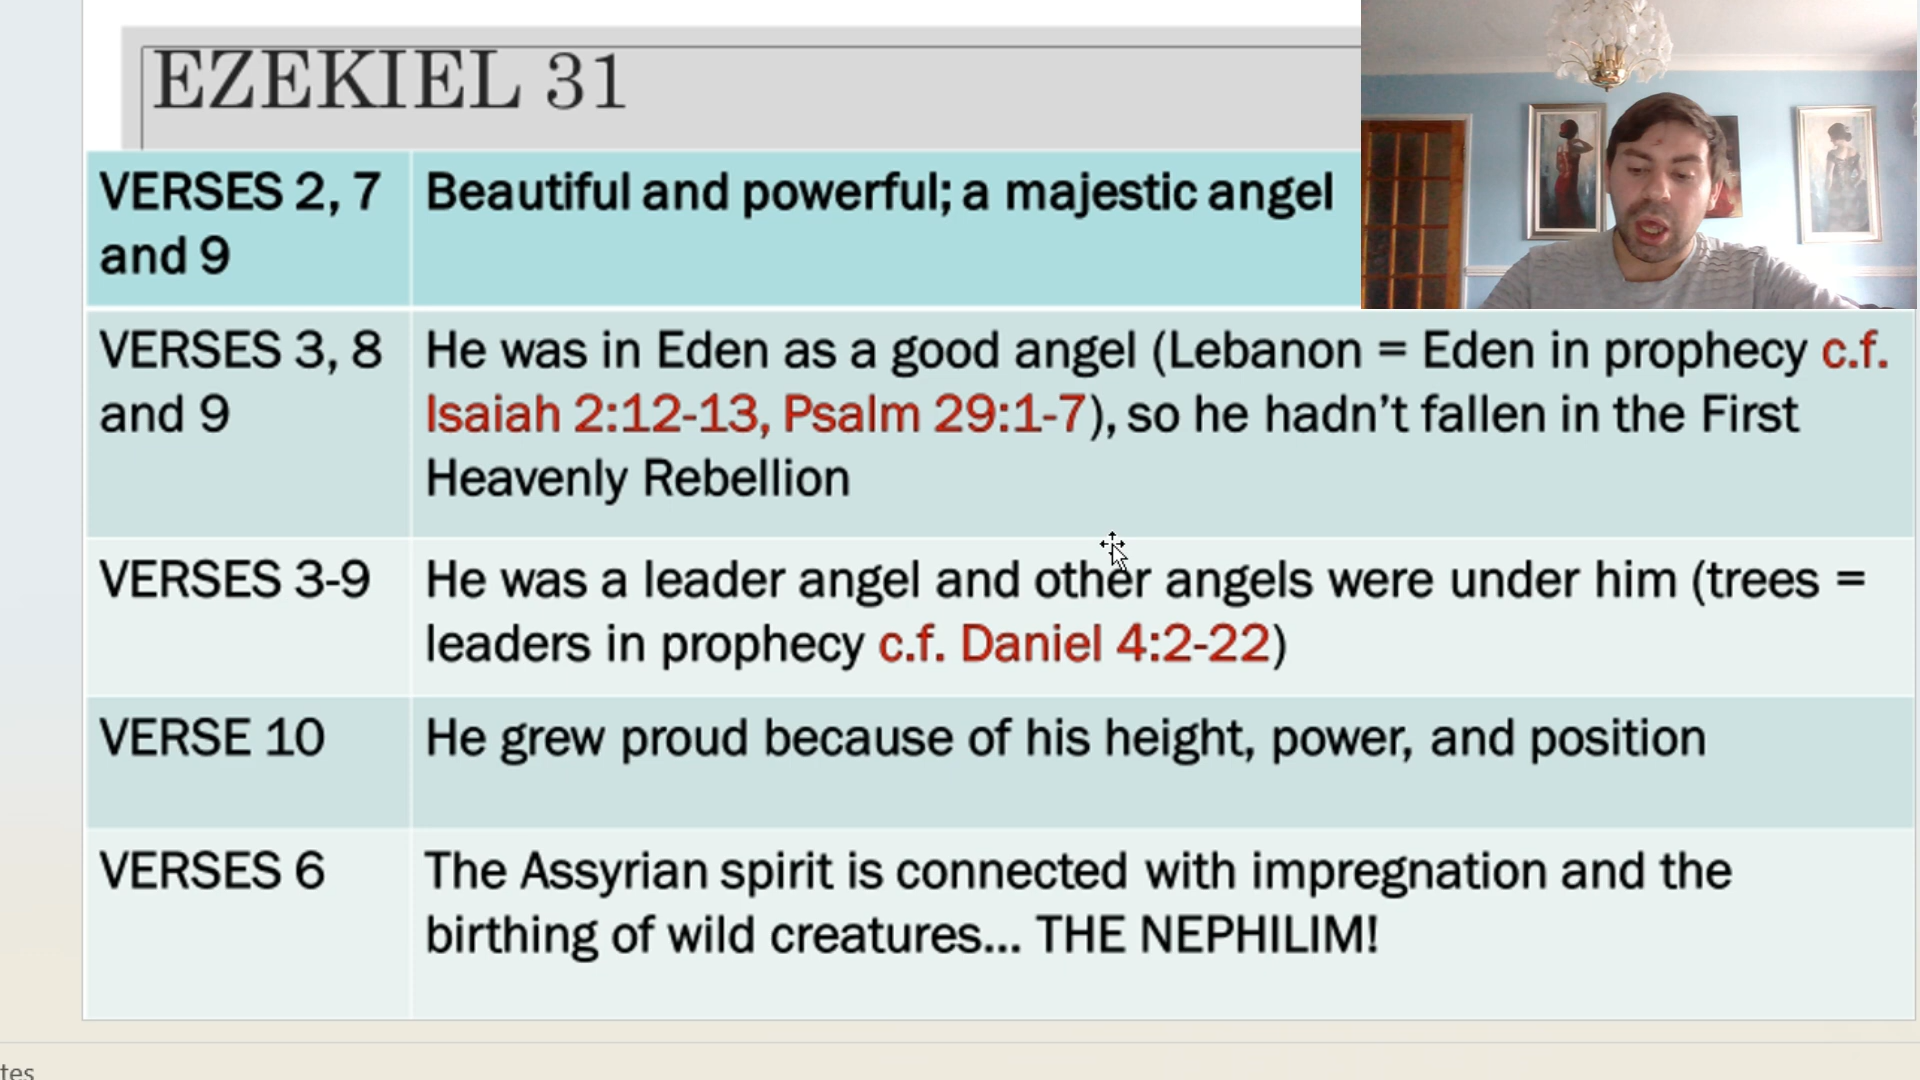 EZEKIEL 31
VERSES 2, 7
and 9
Beautiful and powerful; a majestic angel
VERSES 3, 8
and 9
He was in Eden as a good angel (Lebanon = Eden in prophecy c.f.
Isaiah 2:12-13, Psalm 29:1-7), so he hadn’t fallen in the First
Heavenly Rebellion
VERSES 3-9
He was a leader angel and other angels were under him (trees =
leaders in prophecy c.f. Daniel 4:2-22)
VERSE 10
He grew proud because of his height, power, and position
VERSES 6
The Assyrian spirit is connected with impregnation and the
birthing of wild creatures... THE NEPHILIM!
tes